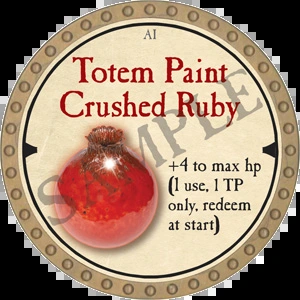 AI
Totem Paint
Crushed Ruby
+4 to max hp
(1 use, 1 TP
only, redeem
at start)
SAMPLE